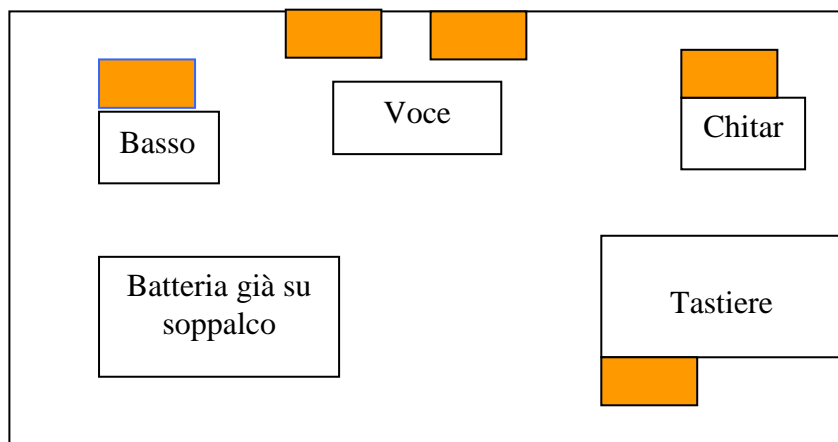 Basso
Voce
Chitar
Batteria già su
soppalco
Tastiere